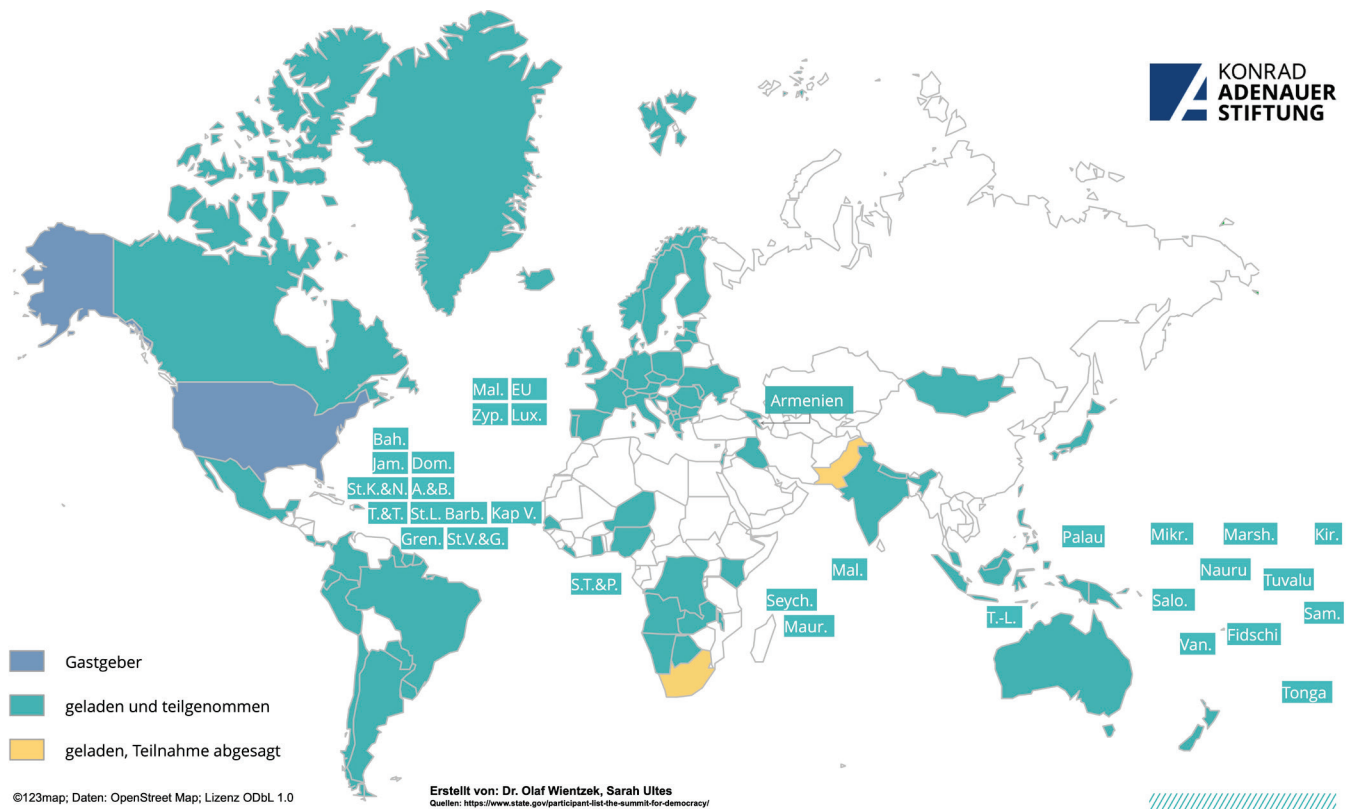 KONRAD
ADENAUER
STIFTUNG
Mal. EU
Zyp. Lux.
Armenien
Bah.
Jam. Dom.
St.K.&N. A.&B.
T.&T. St.L. Barb. Kap V.
Gren. St.V.&G.
S.T.&P.
Mal.
Seych.
Maur.
Palau
Mikr.
Marsh.
Kir.
Nauru
Tuvalu
Salo.
Sam.
T.-L.
Van.
Fidschi
Tonga
Gastgeber
geladen und teilgenommen
geladen, Teilnahme abgesagt
©123map; Daten: OpenStreet Map; Lizenz ODbL 1.0
Erstellt von: Dr. Olaf Wientzek, Sarah Ultes
Quellen: https://www.state.gov/participant-list-the-summit-for-democracy/